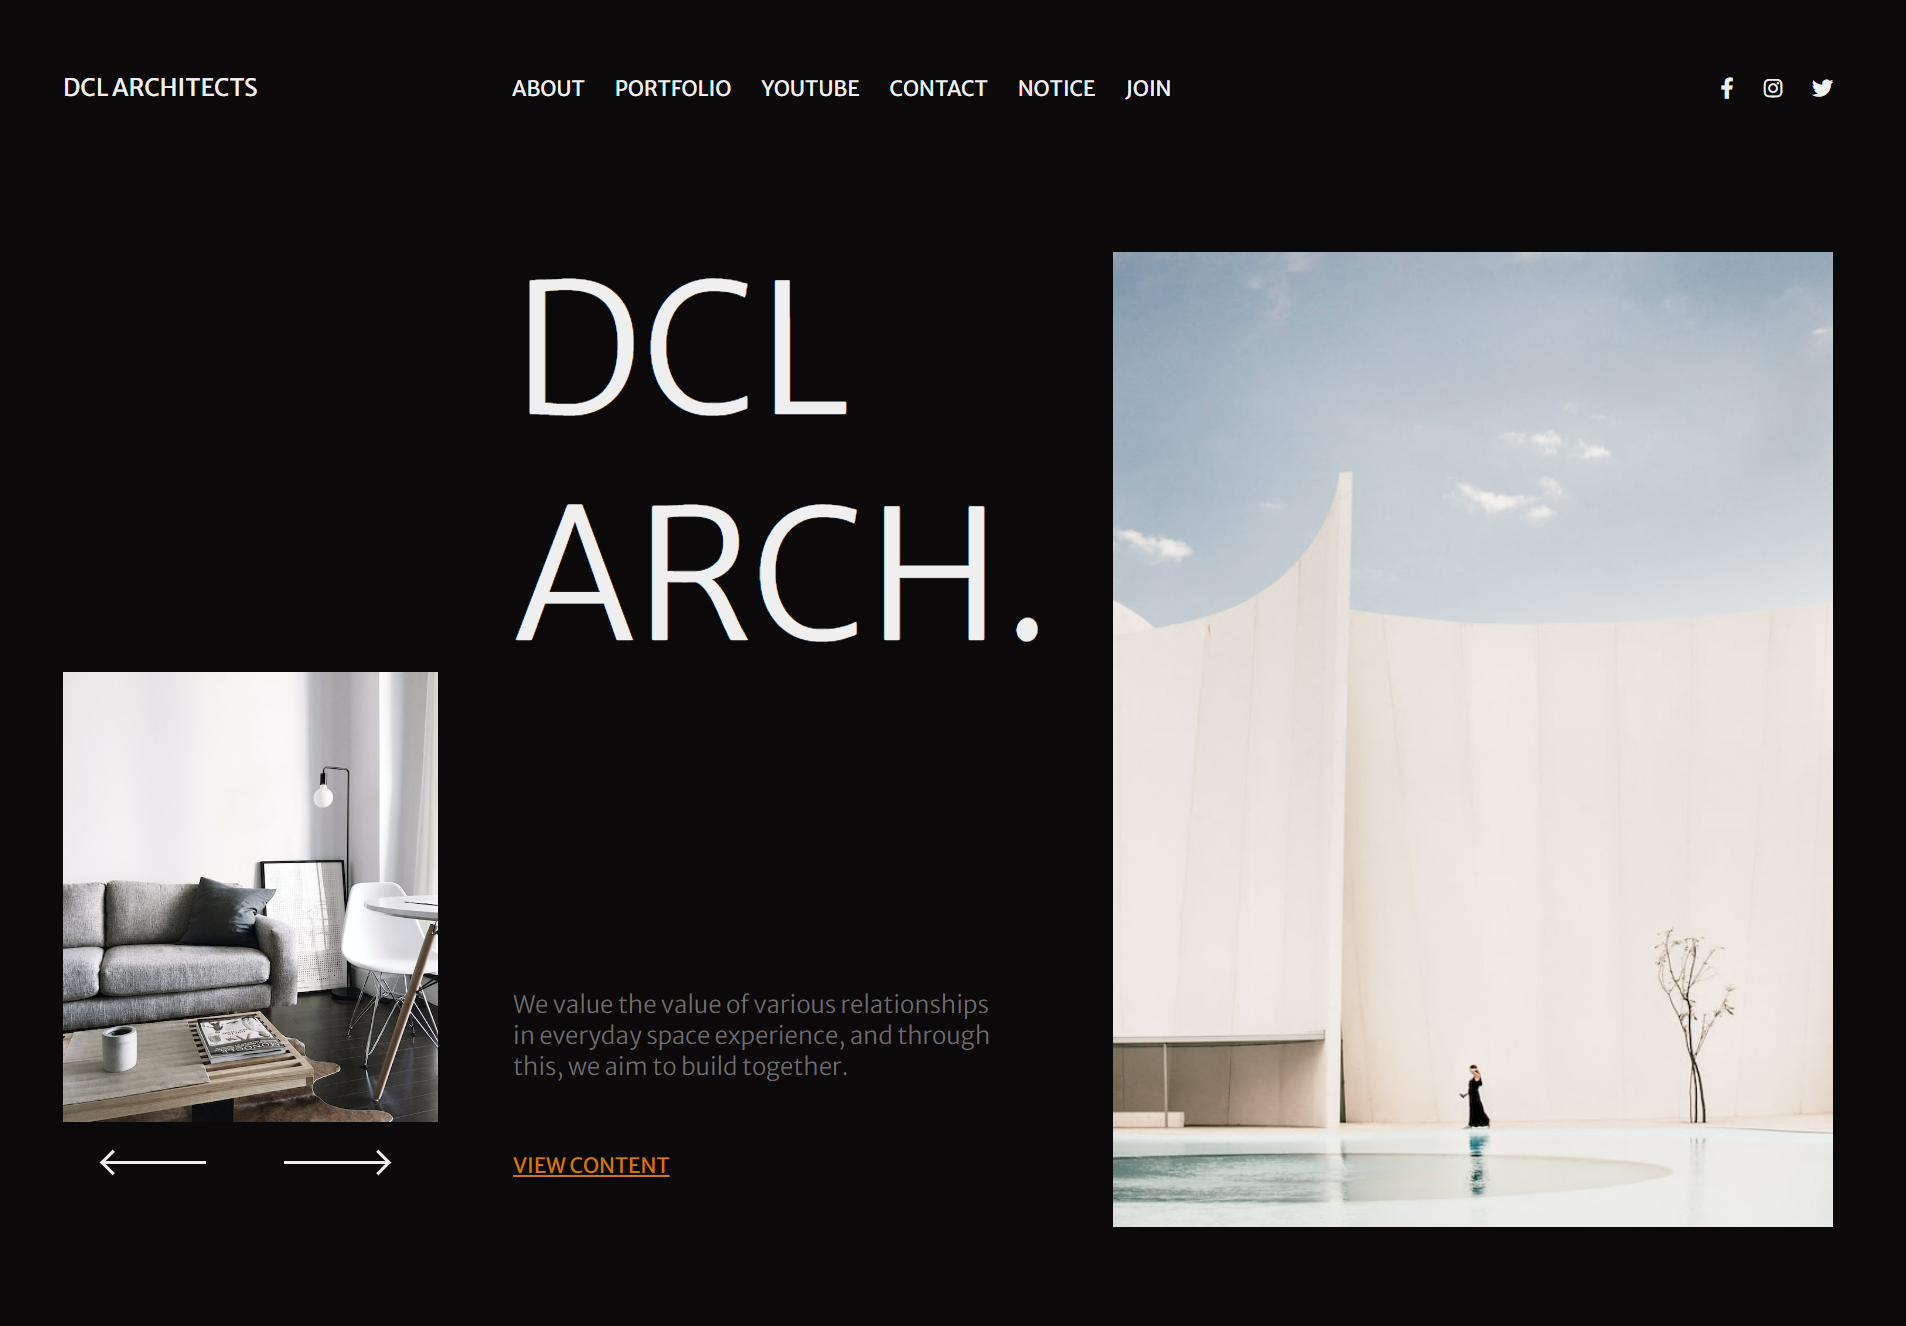 DCL ARCHITECTS
ABOUT PORTFOLIO YOUTUBE CONTACT NOTICE JOIN
DCL
ARCH.
We value the value of various relationships
in everyday space experience, and through
this, we aim to build together.
VIEW CONTENT